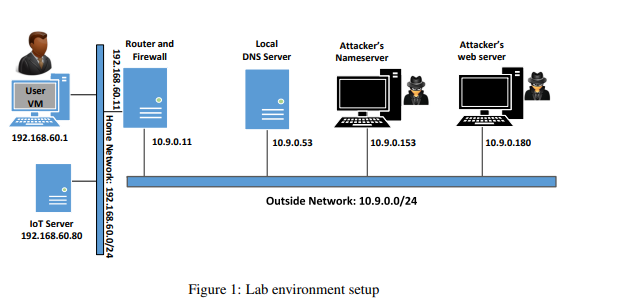 Router and
Firewall
Local
DNS Server
Attacker's
Nameserver
Attacker's
web server
User
VM
192.168.60.1
192.168.60.11
10.9.0.11
10.9.0.53
10.9.0.153
10.9.0.180
Home Network: 192.168.60.0/24
IoT Server
192.168.60.80
Outside Network: 10.9.0.0/24
Figure 1: Lab environment setup